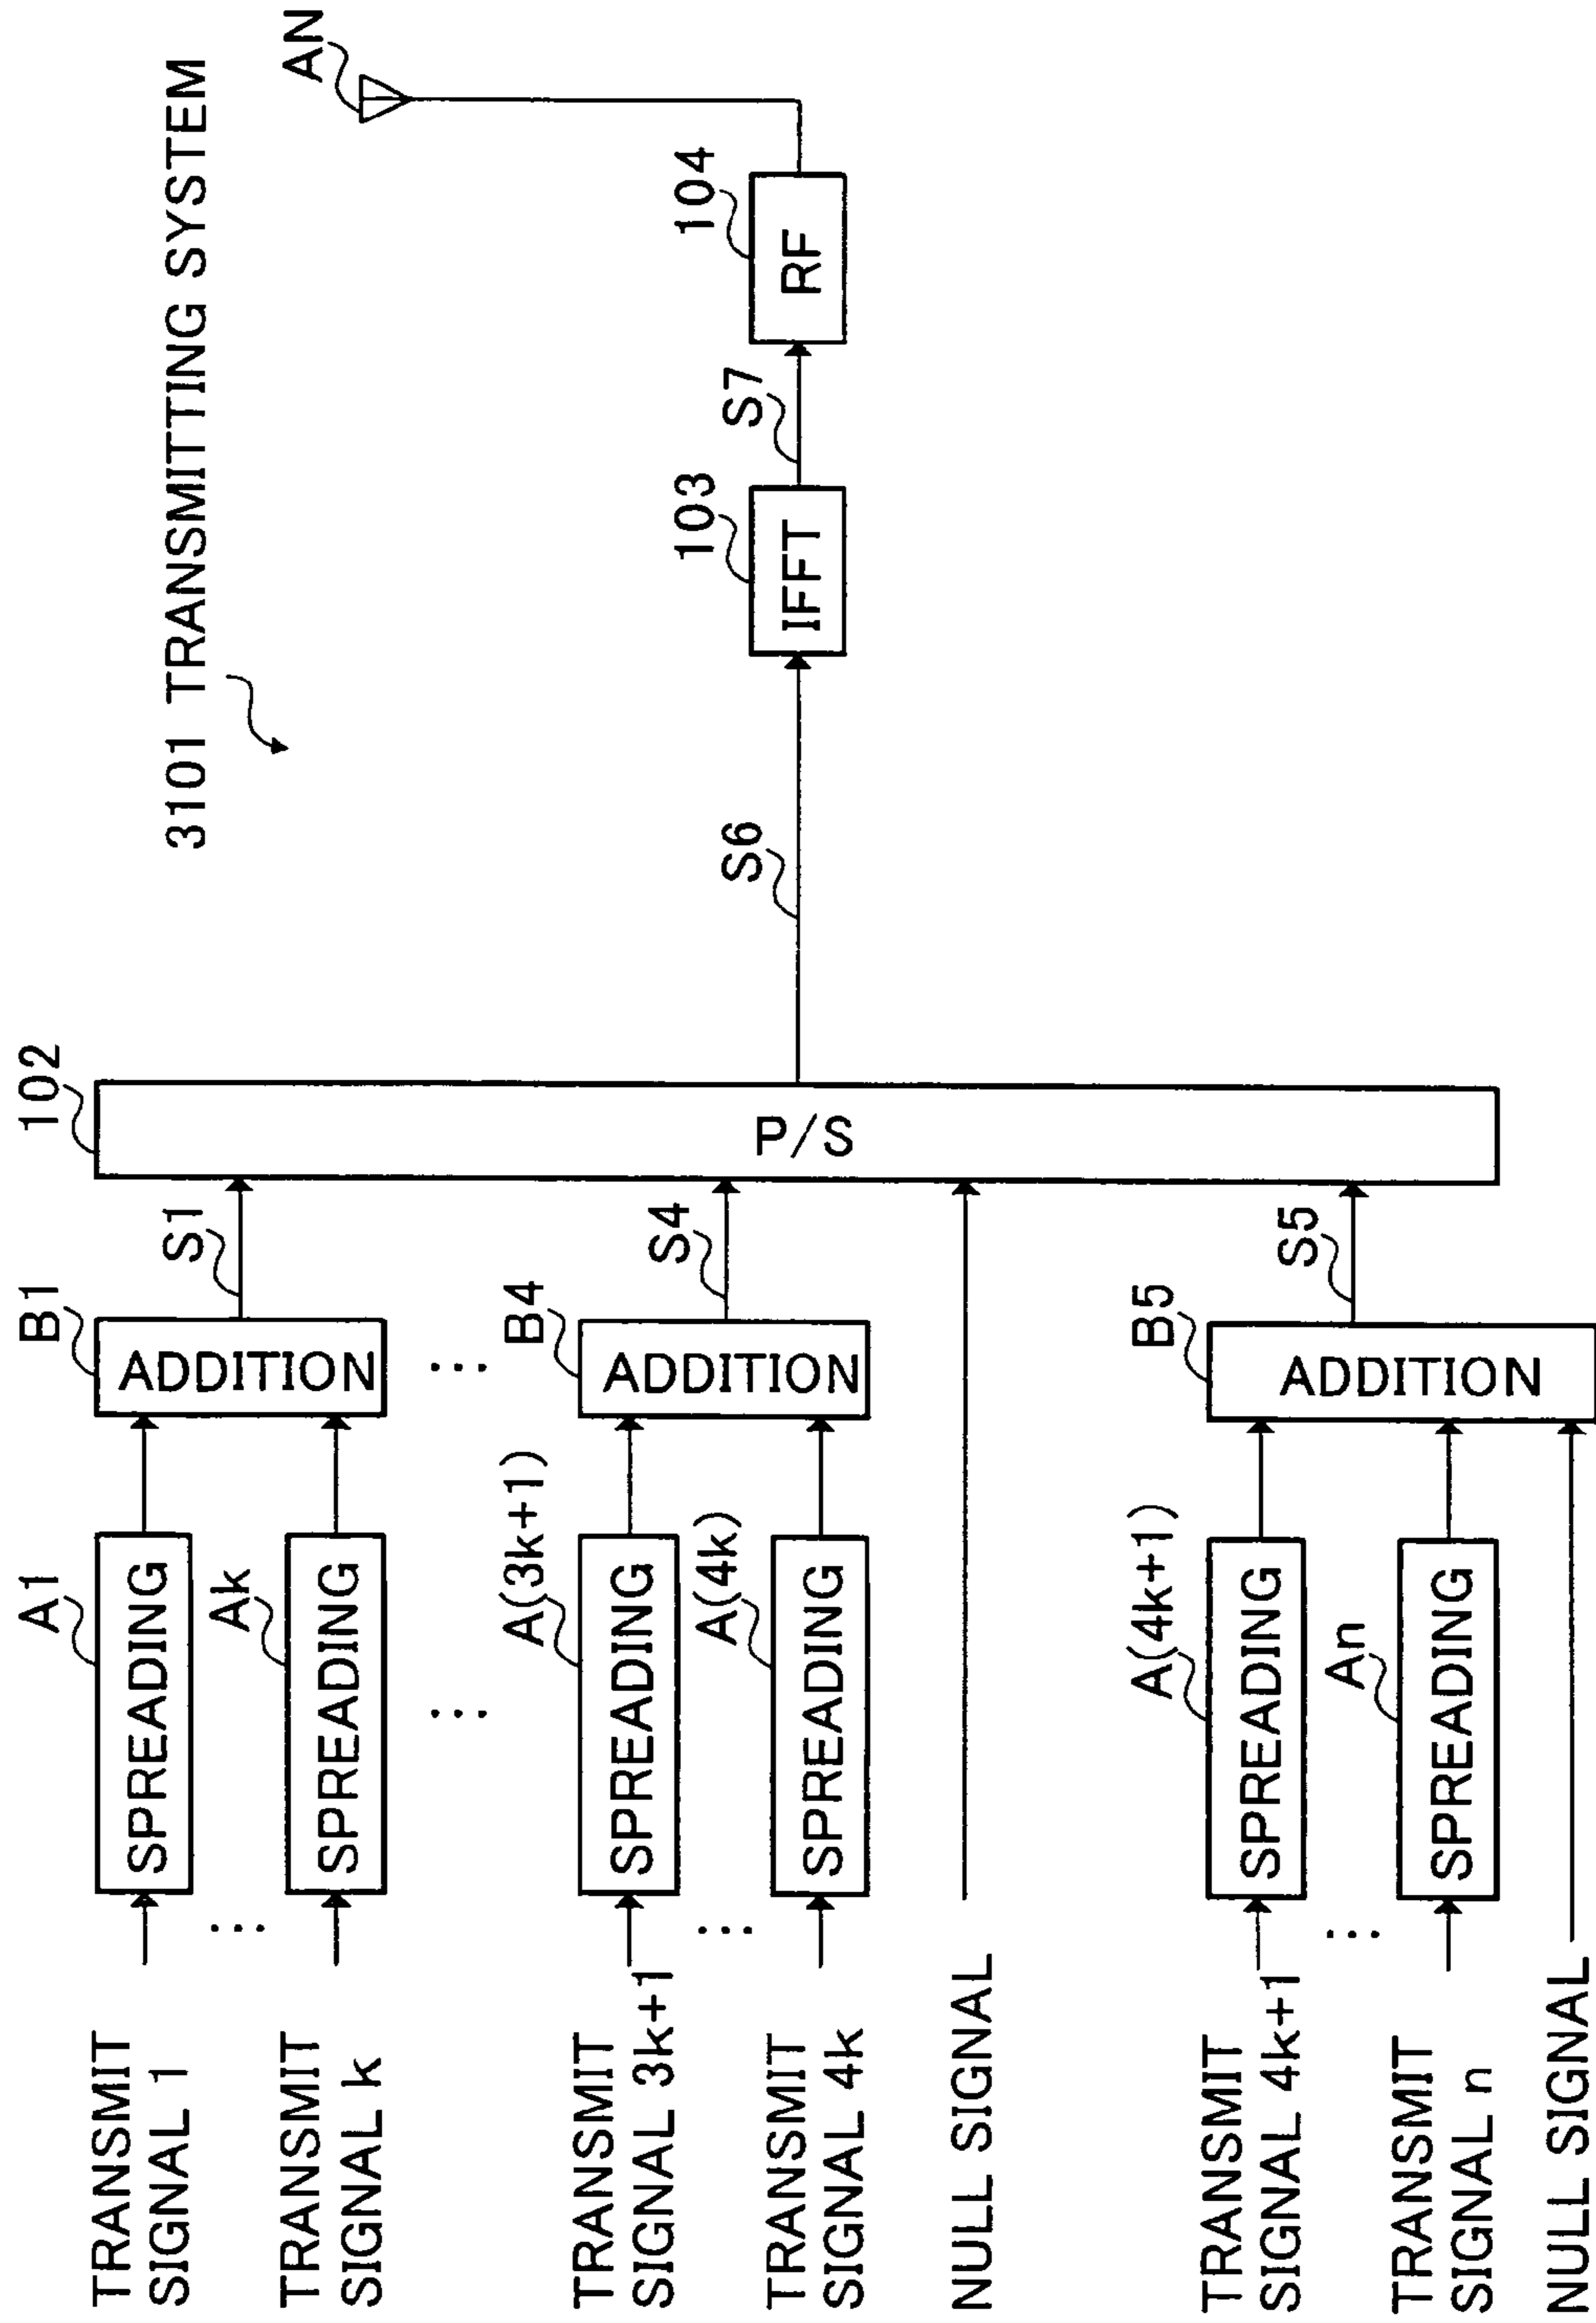 3101 TRANSMITTING SYSTEM
AN
TRANSMIT
SIGNAL 1
A1
SPREADING
B1
ADDITION
S1
102
P/S
...
TRANSMIT
SIGNAL k
Ak
SPREADING
...
...
TRANSMIT
SIGNAL 3k+1
A(3k+1)
SPREADING
B4
ADDITION
S4
...
TRANSMIT
SIGNAL 4k
A(4k)
SPREADING
S6
103
IFFT
S7
104
RF
NULL SIGNAL
TRANSMIT
SIGNAL 4k+1
A(4k+1)
SPREADING
B5
ADDITION
S5
...
TRANSMIT
SIGNAL n
An
SPREADING
NULL SIGNAL